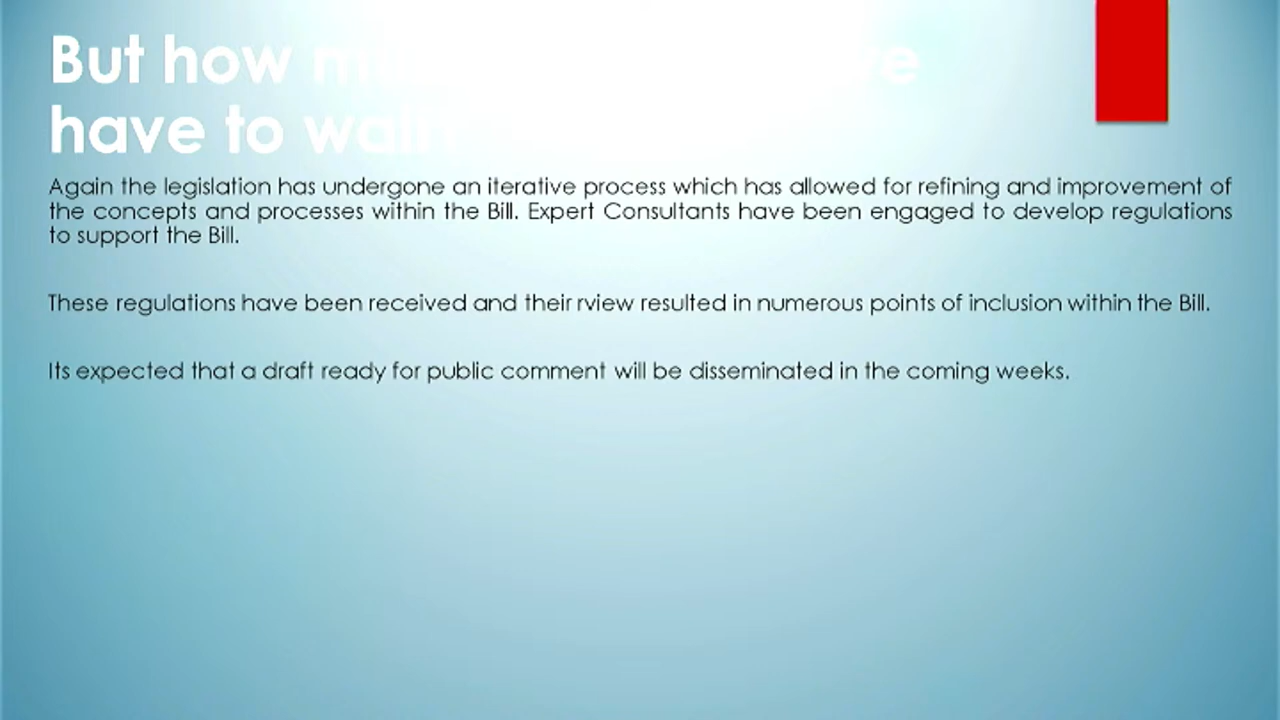 But how we
have to wait
Again the legislation has undergone an iterative process which has allowed for refining and improvement of
the concepts and processes within the Bill. Expert Consultants have been engaged to develop regulations
to support the Bill.
These regulations have been received and their rview resulted in numerous points of inclusion within the Bill.
Its expected that a draft ready for public comment will be disseminated in the coming weeks.